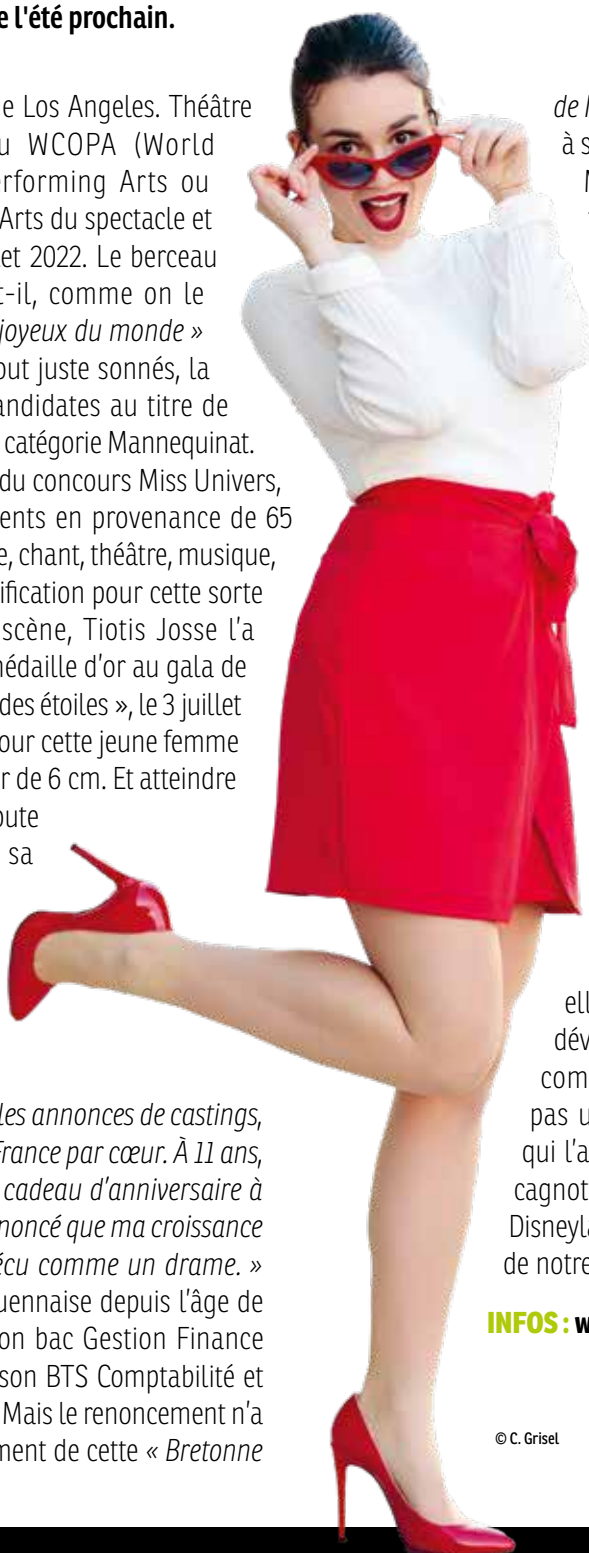 e l'été prochain.
e Los Angeles. Théâtre
u WCOPA (World
erforming Arts ou
Arts du spectacle et
et 2022. Le berceau
t-il, comme on le
joyeux du monde »
out juste sonnés, la
andidates au titre de
catégorie Mannequinat.
du concours Miss Univers,
ents en provenance de 65
e, chant, théâtre, musique,
ification pour cette sorte
scène, Tiotis Josse l'a
médaille d'or au gala de
des étoiles », le 3 juillet
our cette jeune femme
r de 6 cm. Et atteindre
oute
sa
les annonces de castings,
France par cœur. À 11 ans,
cadeau d'anniversaire à
noncé que ma croissance
écu comme un drame. »
uennaise depuis l'âge de
on bac Gestion Finance
son BTS Comptabilité et
Mais le renoncement n'a
ment de cette « Bretonne
de l
à s
ell
dév
com
pas u
qui l'a
cagnot
Disneyla
de notre
INFOS : w
© C. Grisel